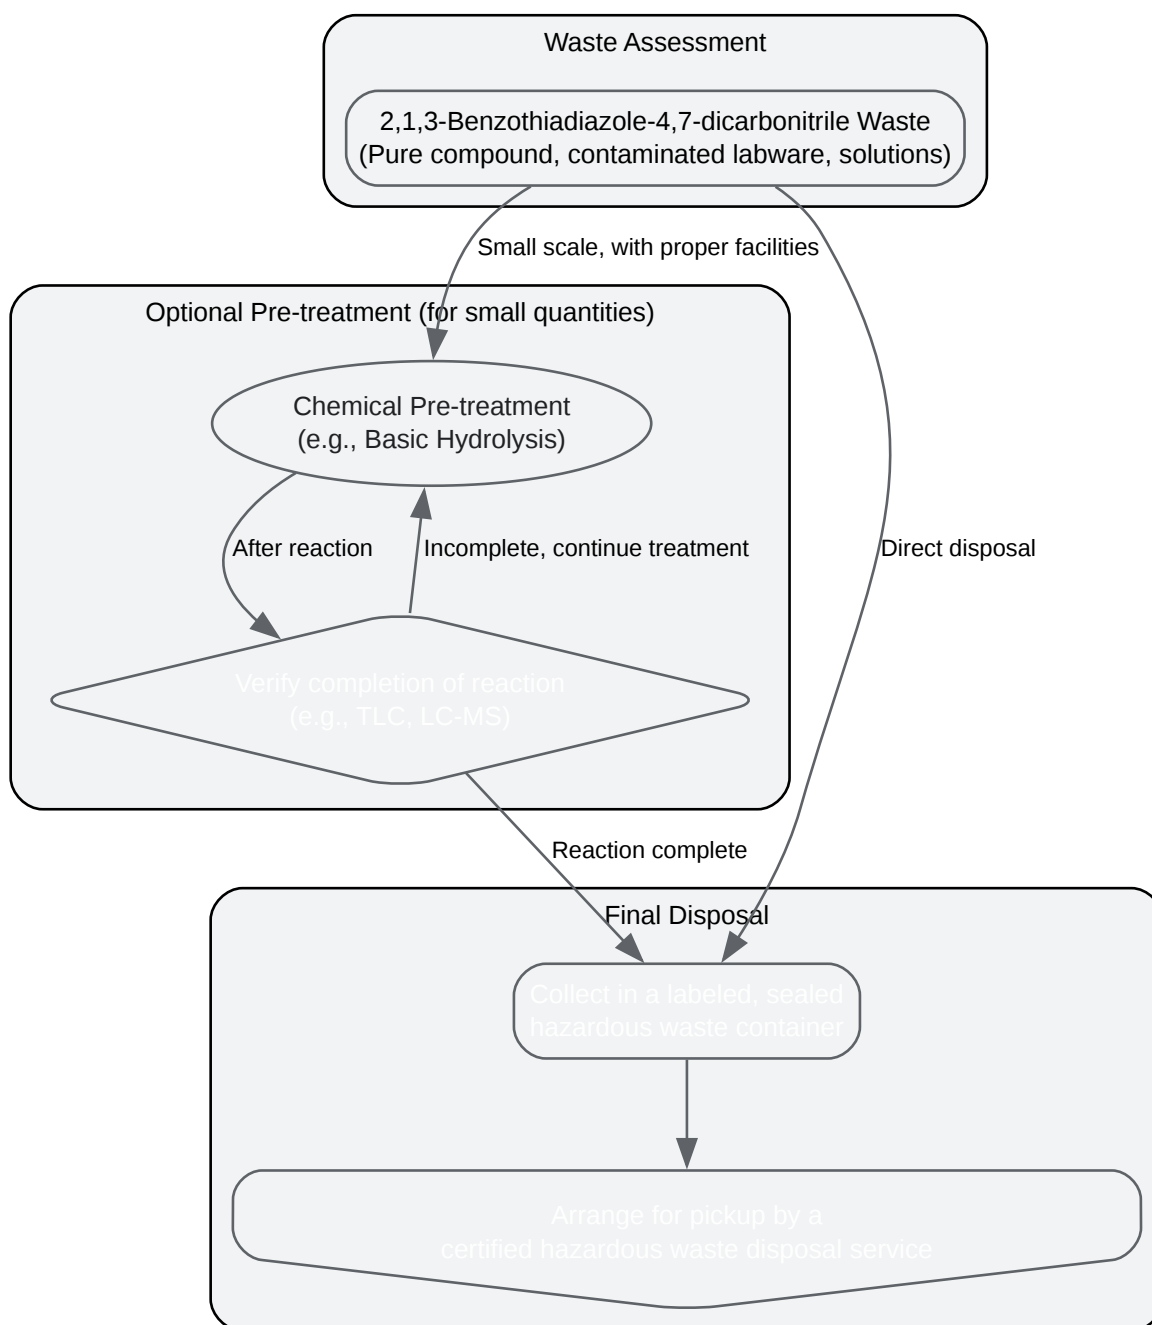 Waste Assessment
2,1,3-Benzothiadiazole-4,7-dicarbonitrile Waste
(Pure compound, contaminated labware, solutions)
Small scale, with proper facilities
Optional Pre-treatment (for small quantities)
Chemical Pre-treatment
(e.g., Basic Hydrolysis)
After reaction
Incomplete, continue treatment
Direct disposal
Verify completion of reaction
(e.g., TLC, LC-MS)
Reaction complete
Final Disposal
Collect in a labeled, sealed
hazardous waste container
Arrange for pickup by a
certified hazardous waste disposal service